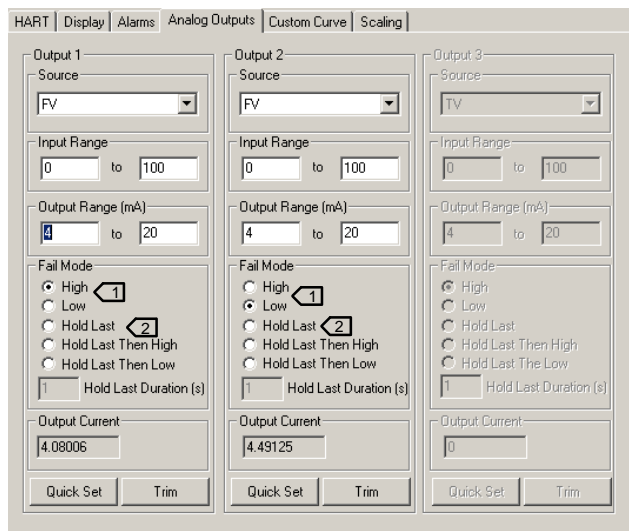 HART Display Alarms Analog Outputs Custom Curve Scaling
Output 1
Source
FV
Input Range
0 to 100
Output Range (mA)
4 to 20
Fail Mode
High 1
Low
Hold Last 2
Hold Last Then High
Hold Last Then Low
1 Hold Last Duration (s)
Output Current
4.08006
Quick Set Trim
Output 2
Source
FV
Input Range
0 to 100
Output Range (mA)
4 to 20
Fail Mode
High 1
Low
Hold Last 2
Hold Last Then High
Hold Last Then Low
1 Hold Last Duration (s)
Output Current
4.49125
Quick Set Trim
Output 3
Source
TV
Input Range
0 to 100
Output Range (mA)
4 to 20
Fail Mode
High
Low
Hold Last
Hold Last Then High
Hold Last The Low
1 Hold Last Duration (s)
Output Current
0
Quick Set Trim